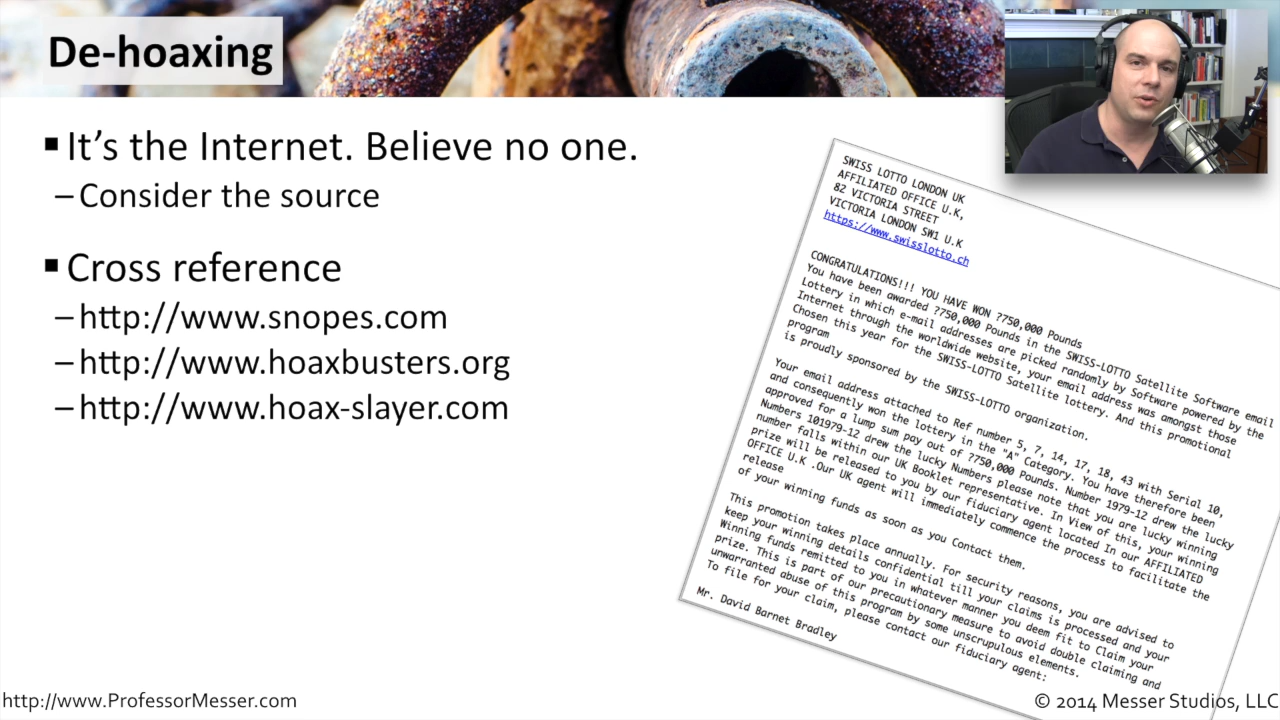 De-hoaxing
▪ It's the Internet. Believe no one.
– Consider the source
▪ Cross reference
– http://www.snopes.com
– http://www.hoaxbusters.org
– http://www.hoax-slayer.com
SWISS LOTTO LONDON UK
AFFILIATED OFFICE U.K,
82 VICTORIA STREET
VICTORIA LONDON SW1 U.K
https://www.swisslotto.ch
CONGRATULATIONS!!! YOU HAVE WON ?750,000 Pounds
You have been awarded ?750,000 Pounds in the SWISS-LOTTO Satellite Software email
Lottery in which e-mail addresses are picked randomly by Software powered by the
Internet through the worldwide website, your email address was amongst those
Chosen this year for the SWISS-LOTTO Satellite lottery. And this promotional
program
is proudly sponsored by the SWISS-LOTTO organization.
Your email address attached to Ref number 5, 7, 14, 17, 18, 43 with Serial 10,
and consequently won the lottery in the "A" Category. You have therefore been
approved for a lump sum pay out of ?750,000 Pounds. Number 1979-12 drew the lucky
Numbers 101979-12 drew the lucky Numbers please note that you are lucky winning
number falls within our UK Booklet representative. In View of this, your winning
prize will be released to you by our fiduciary agent located In our AFFILIATED
OFFICE U.K .Our UK agent will immediately commence the process to facilitate the
release
of your winning funds as soon as you Contact them.
This promotion takes place annually. For security reasons, you are advised to
keep your winning details confidential till your claims is processed and your
Winning funds remitted to you in whatever manner you deem fit to Claim your
prize. This is part of our precautionary measure to avoid double claiming and
unwarranted abuse of this program by some unscrupulous elements.
To file for your claim, please contact our fiduciary agent:
Mr. David Barnet Bradley
http://www.ProfessorMesser.com
© 2014 Messer Studios, LLC